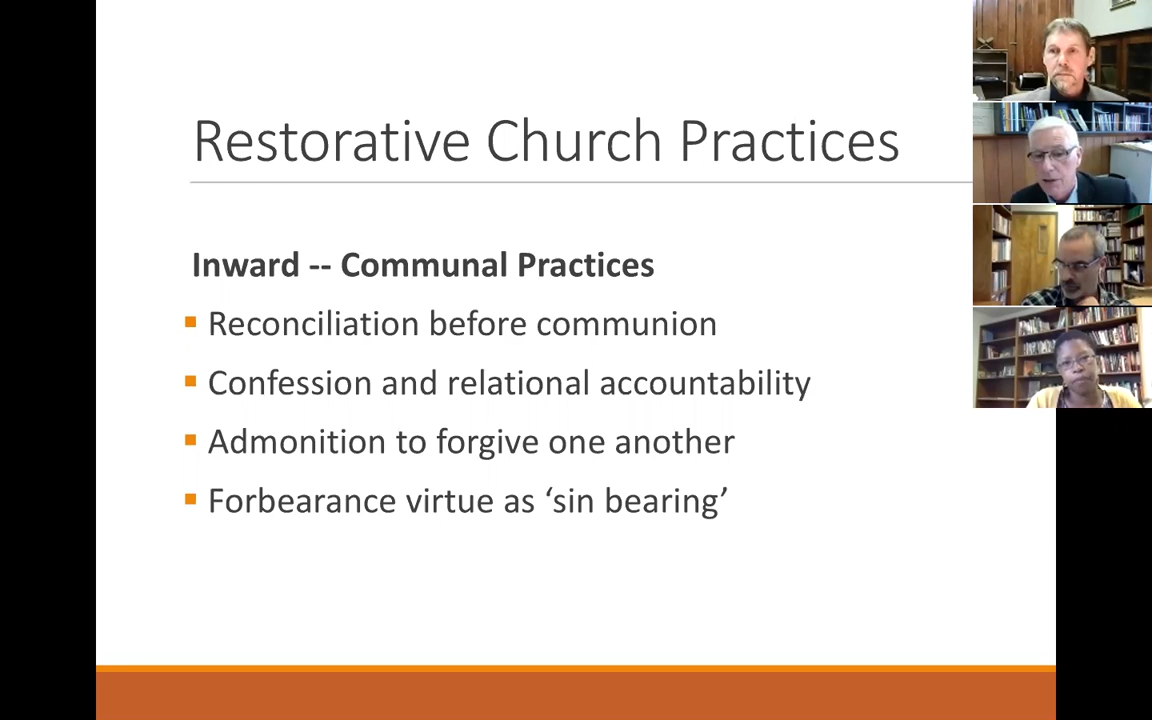 Restorative Church Practices
Inward -- Communal Practices
Reconciliation before communion
Confession and relational accountability
Admonition to forgive one another
Forbearance virtue as ‘sin bearing’